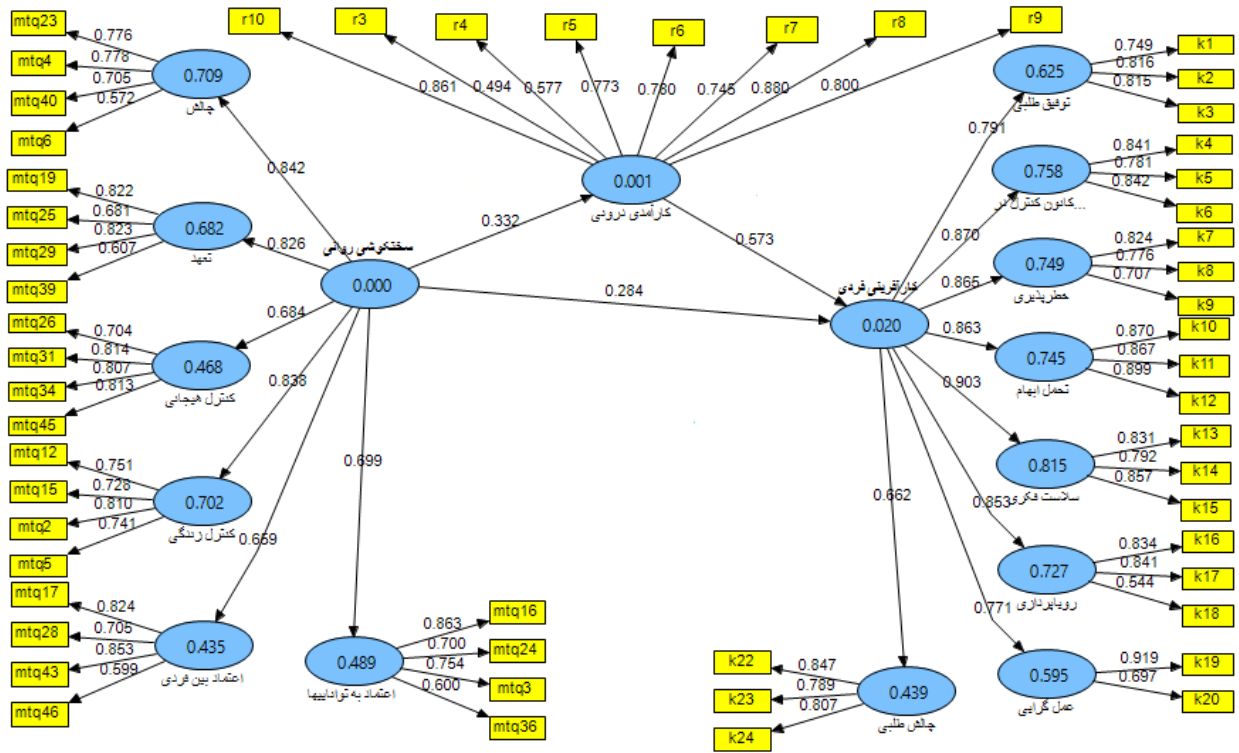 mtq23
0.776
mtq4
0.778
mtq40
0.705
mtq6
0.572
0.709
چالش
0.842
mtq19
0.822
mtq25
0.681
mtq29
0.823
mtq39
0.607
0.682
تعهد
0.826
mtq26
0.704
mtq31
0.814
mtq34
0.807
mtq45
0.813
0.468
کنترل هیجانی
0.684
mtq12
0.751
mtq15
0.728
mtq2
0.810
mtq5
0.741
0.702
کنترل زندگی
0.838
mtq17
0.824
mtq28
0.705
mtq43
0.853
mtq46
0.599
0.435
اعتماد بین فردی
0.659
mtq16
0.863
mtq24
0.700
mtq3
0.754
mtq36
0.600
0.489
اعتماد به تواناییها
0.699
سختکوشی روانی
0.000
0.332
0.284
r10
r3
r4
r5
r6
r7
r8
r9
0.861
0.494
0.577
0.773
0.780
0.745
0.880
0.800
0.001
کارآمدی درونی
0.573
کارآفرینی فردی
0.020
k1
0.749
k2
0.816
k3
0.815
0.625
توفیق طلبی
0.791
k4
0.841
k5
0.781
k6
0.842
0.758
کانون کنترل در...
0.870
k7
0.824
k8
0.776
k9
0.707
0.749
خطرپذیری
0.865
k10
0.870
k11
0.867
k12
0.899
0.745
تحمل ابهام
0.863
k13
0.831
k14
0.792
k15
0.857
0.815
سلاست فکری
0.903
k16
0.834
k17
0.841
k18
0.544
0.727
رویاپردازی
0.853
k19
0.919
k20
0.697
0.595
عمل گرایی
0.771
k22
0.847
k23
0.789
k24
0.807
0.439
چالش طلبی
0.662